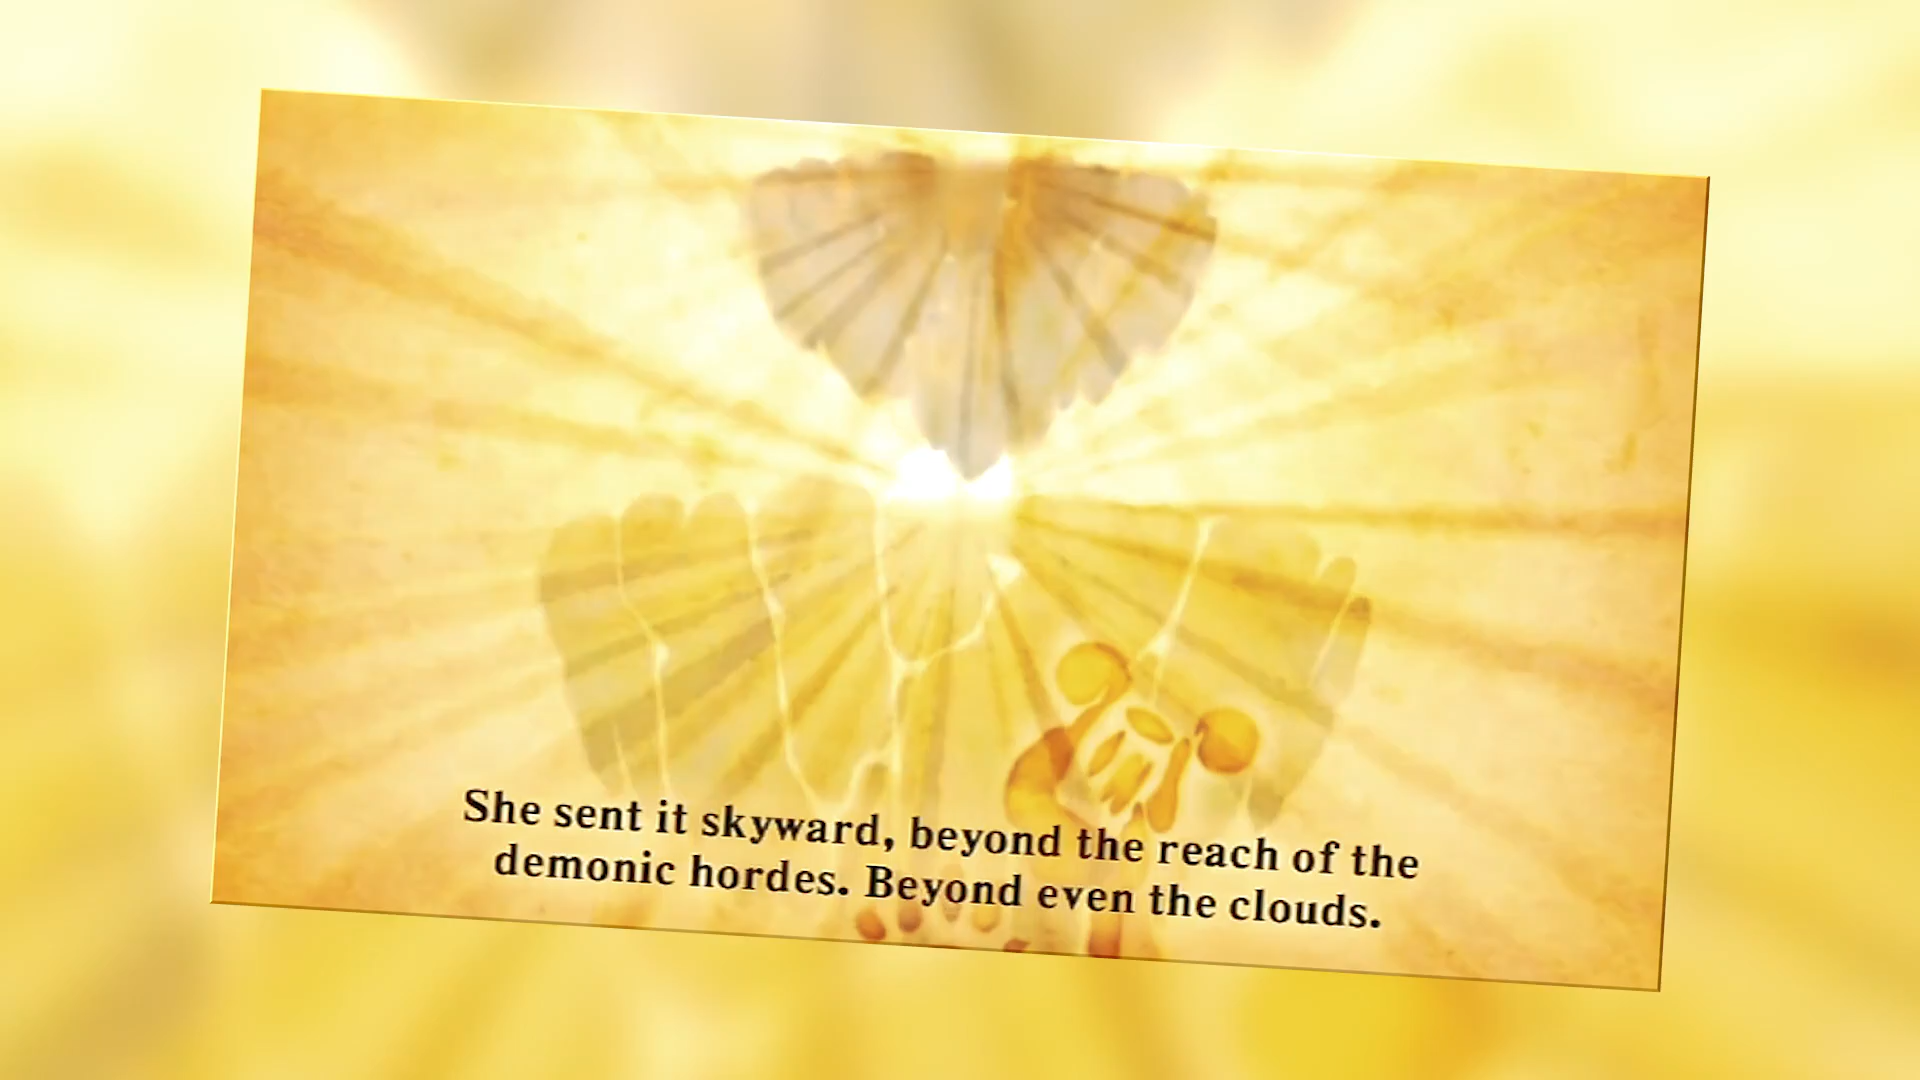 She sent it skyward, beyond the reach of the
demonic hordes. Beyond even the clouds.